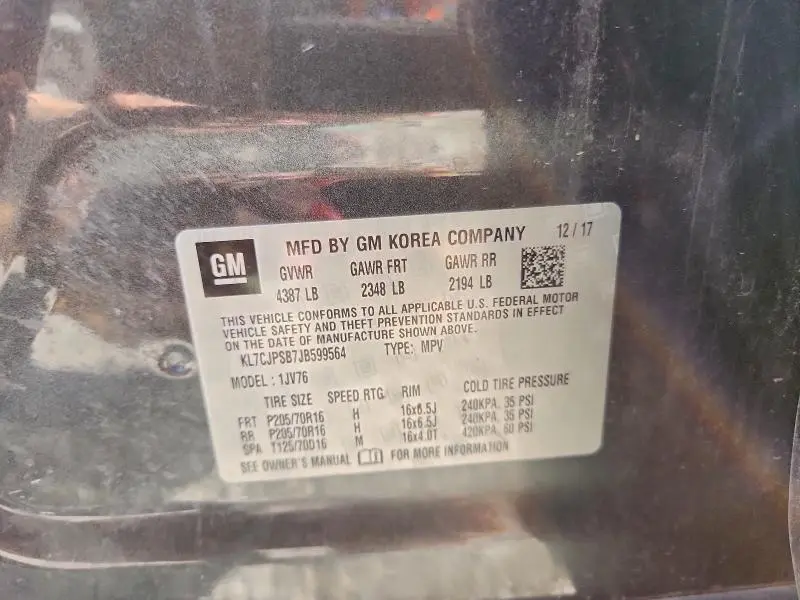 GM
MFD BY GM KOREA COMPANY 12 / 17
GVWR GAWR FRT GAWR RR
4387 LB 2348 LB 2194 LB
THIS VEHICLE CONFORMS TO ALL APPLICABLE U.S. FEDERAL MOTOR
VEHICLE SAFETY AND THEFT PREVENTION STANDARDS IN EFFECT
ON THE DATE OF MANUFACTURE SHOWN ABOVE.
KL7CJPSB7JB599564 TYPE: MPV
MODEL : 1JV76
TIRE SIZE SPEED RTG RIM COLD TIRE PRESSURE
FRT P205/70R16 H 16x6.5J 240KPA, 35 PSI
RR P205/70R16 H 16x6.5J 240KPA, 35 PSI
SPA T125/70D16 M 16x4.0T 420KPA, 60 PSI
SEE OWNER'S MANUAL FOR MORE INFORMATION